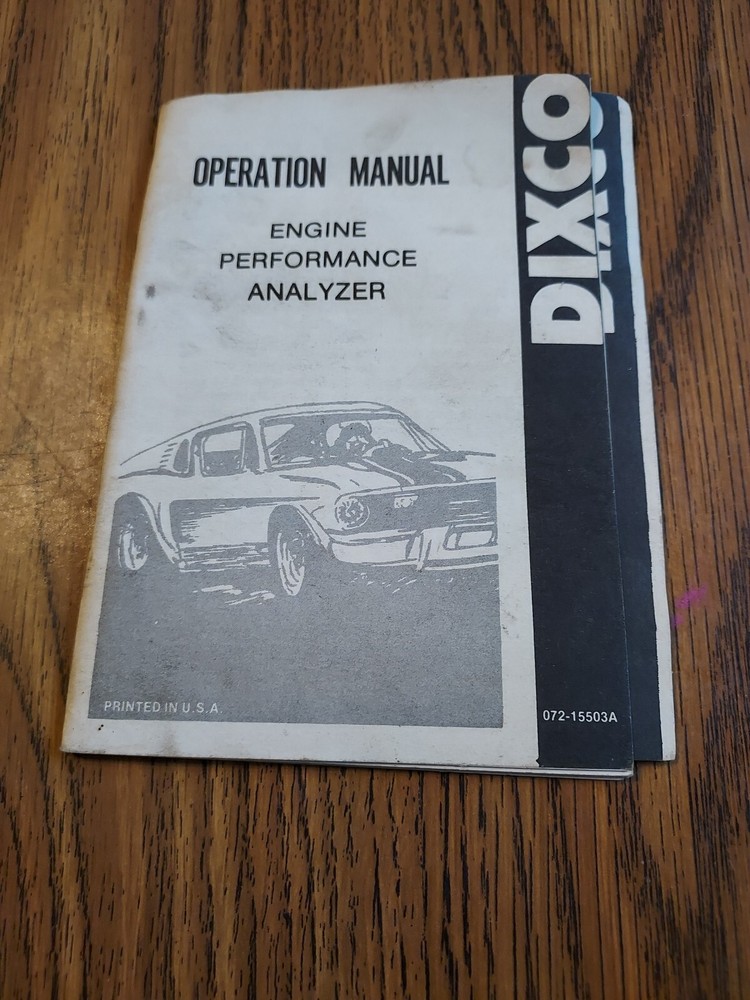 OPERATION MANUAL
ENGINE
PERFORMANCE
ANALYZER
DIXCO
PRINTED IN U.S.A.
072-15503A